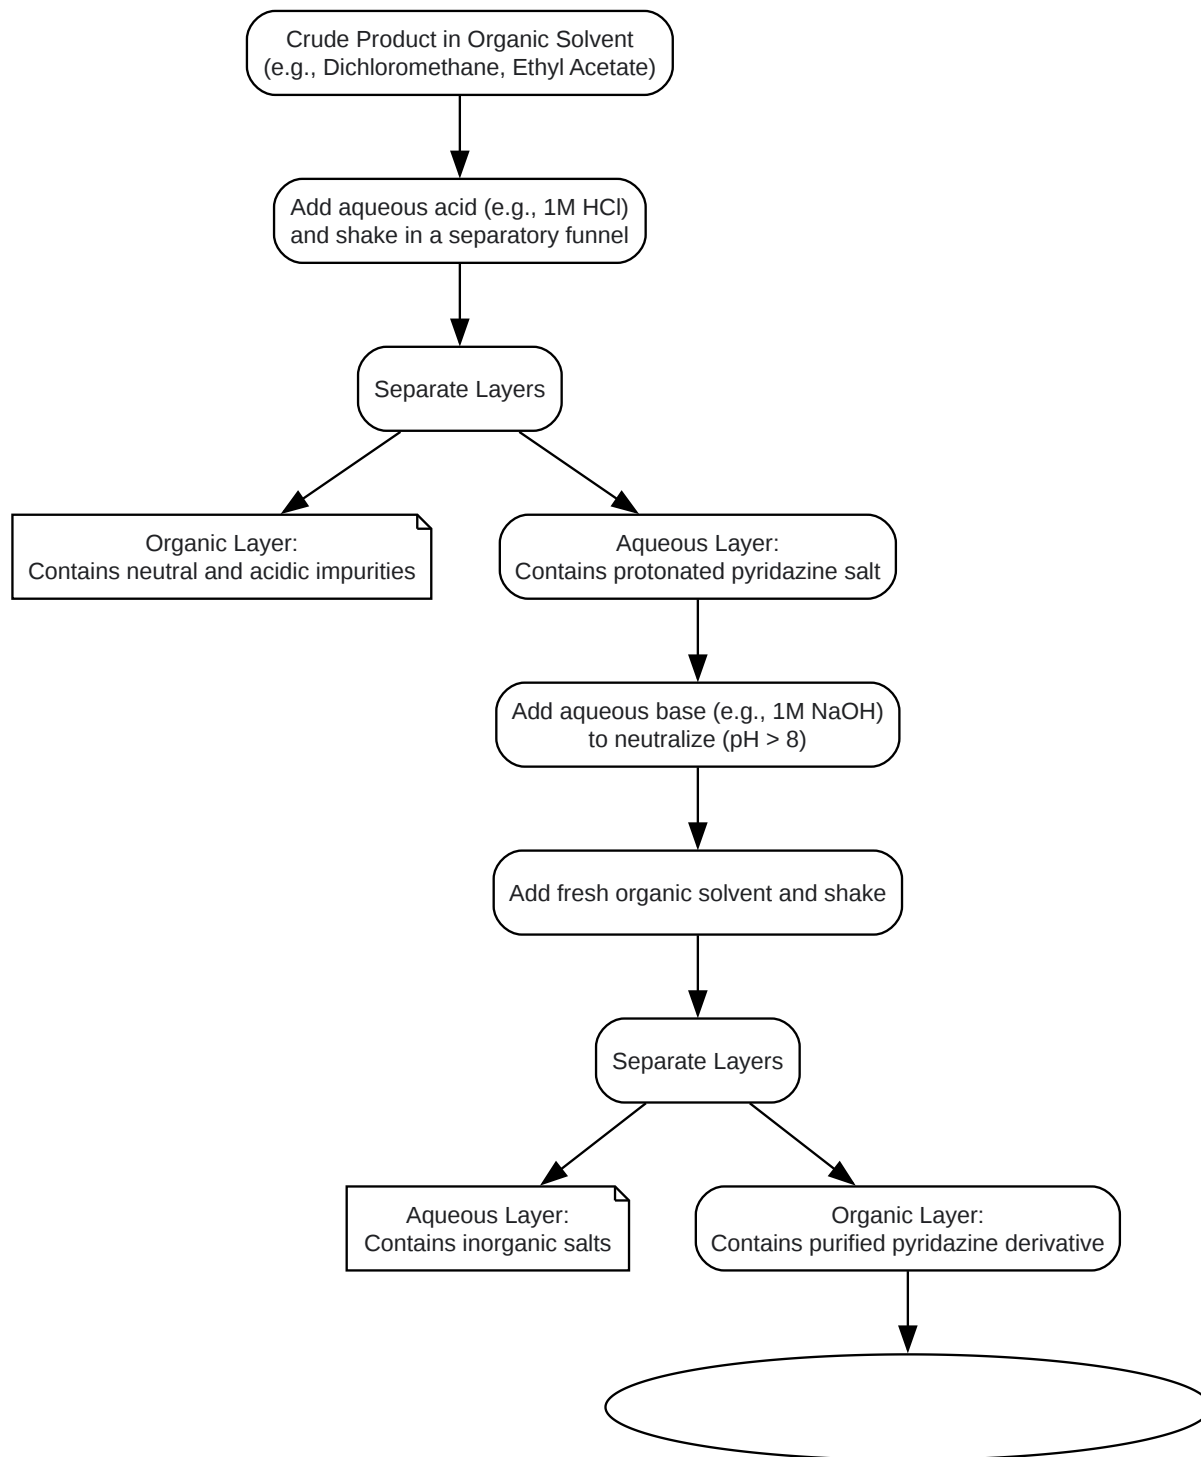 Crude Product in Organic Solvent
(e.g., Dichloromethane, Ethyl Acetate)
Add aqueous acid (e.g., 1M HCl)
and shake in a separatory funnel
Separate Layers
Organic Layer:
Contains neutral and acidic impurities
Aqueous Layer:
Contains protonated pyridazine salt
Add aqueous base (e.g., 1M NaOH)
to neutralize (pH > 8)
Add fresh organic solvent and shake
Separate Layers
Aqueous Layer:
Contains inorganic salts
Organic Layer:
Contains purified pyridazine derivative